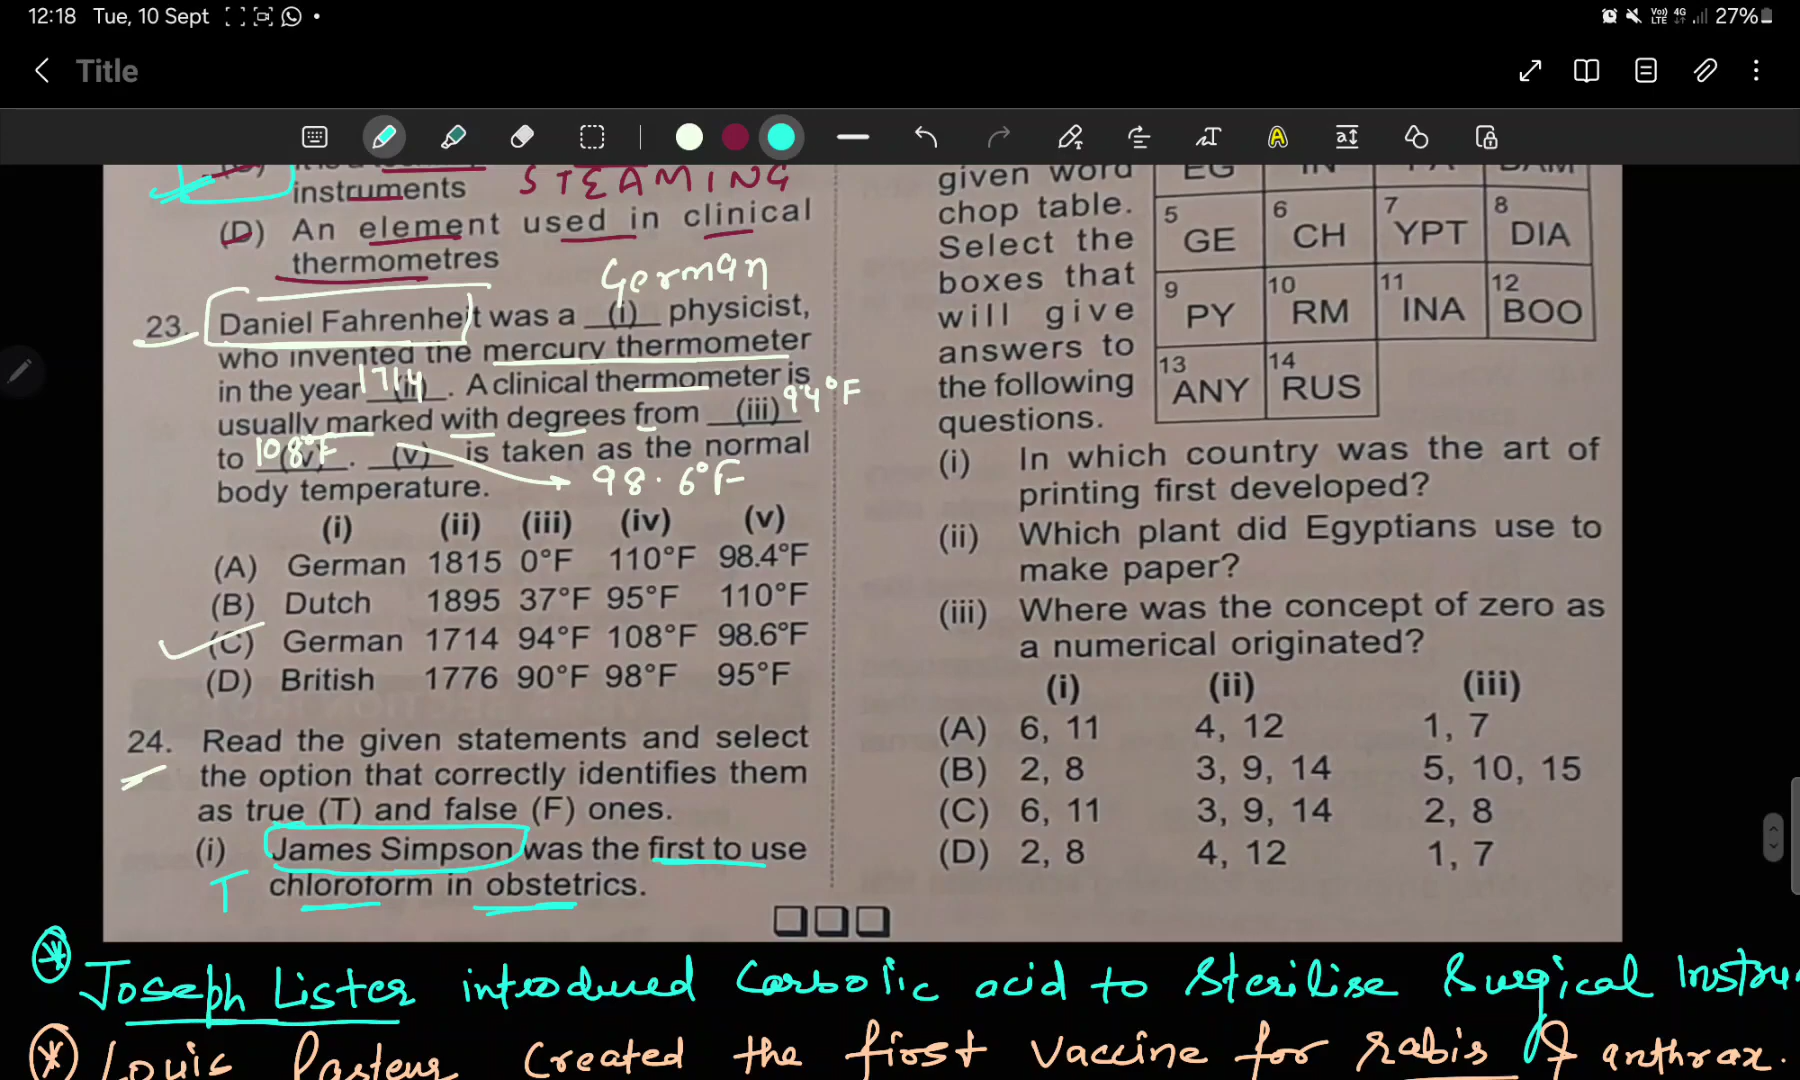 12:18 Tue, 10 Sept
Vo)) LTE 4G 27%
Title
instruments
STEAMING
(D) An element used in clinical
thermometres
German
23. Daniel Fahrenheit was a (i) physicist,
who invented the mercury thermometer
in the year (ii). A clinical thermometer is
1714
94°F
usually marked with degrees from (iii)
to (iv). (v) is taken as the normal
108°F
body temperature.
98.6°F
(i) (ii) (iii) (iv) (v)
(A) German 1815 0°F 110°F 98.4°F
(B) Dutch 1895 37°F 95°F 110°F
(C) German 1714 94°F 108°F 98.6°F
(D) British 1776 90°F 98°F 95°F
24. Read the given statements and select
the option that correctly identifies them
as true (T) and false (F) ones.
(i) James Simpson was the first to use
T
chloroform in obstetrics.
given word
chop table.
Select the
boxes that
will give
answers to
the following
questions.
EG IN PA DAM
5 GE 6 CH 7 YPT 8 DIA
9 PY 10 RM 11 INA 12 BOO
13 ANY 14 RUS
(i) In which country was the art of
printing first developed?
(ii) Which plant did Egyptians use to
make paper?
(iii) Where was the concept of zero as
a numerical originated?
(i) (ii) (iii)
(A) 6, 11 4, 12 1, 7
(B) 2, 8 3, 9, 14 5, 10, 15
(C) 6, 11 3, 9, 14 2, 8
(D) 2, 8 4, 12 1, 7
Joseph Lister introduced Carbolic acid to Sterilise Surgical Instru
Louis Pasteur Created the first Vaccine for rabis & anthrax.